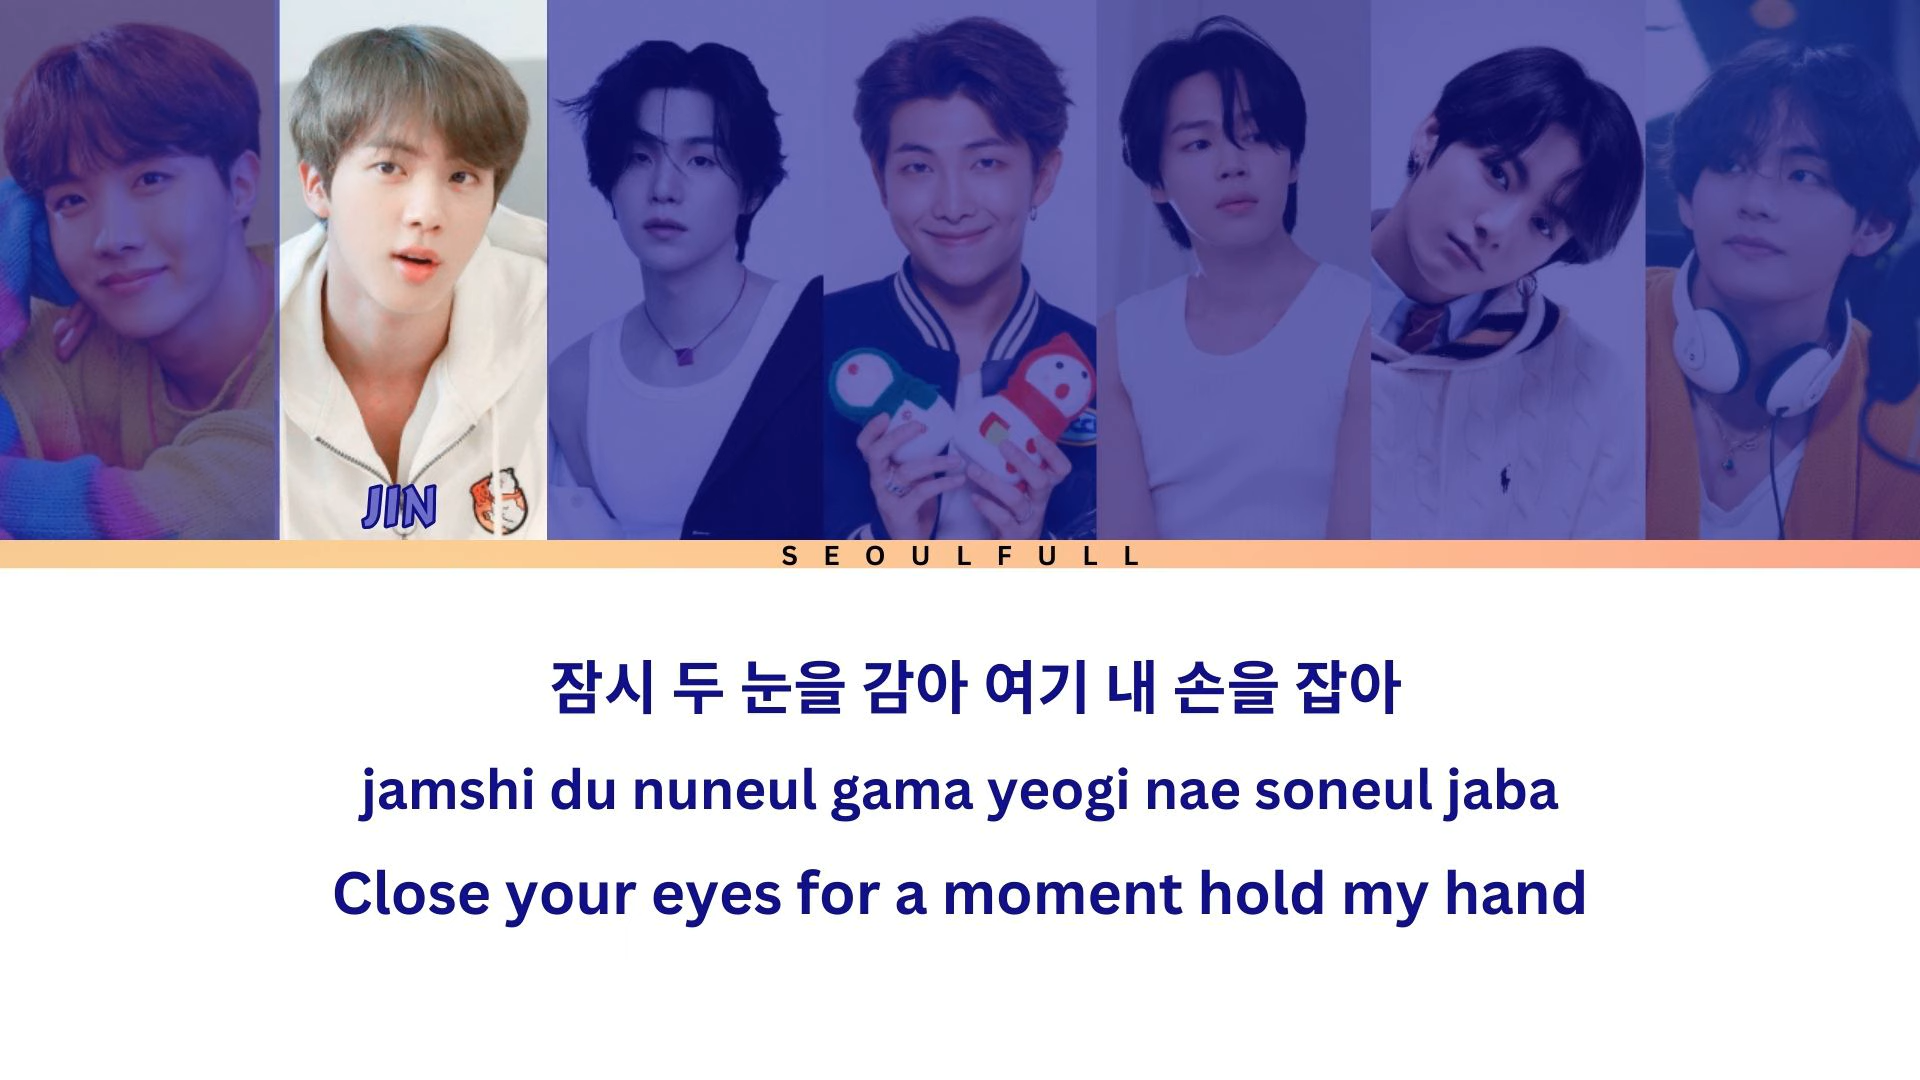 JIN
SEOULFULL
잠시 두 눈을 감아 여기 내 손을 잡아
jamshi du nuneul gama yeogi nae soneul jaba
Close your eyes for a moment hold my hand